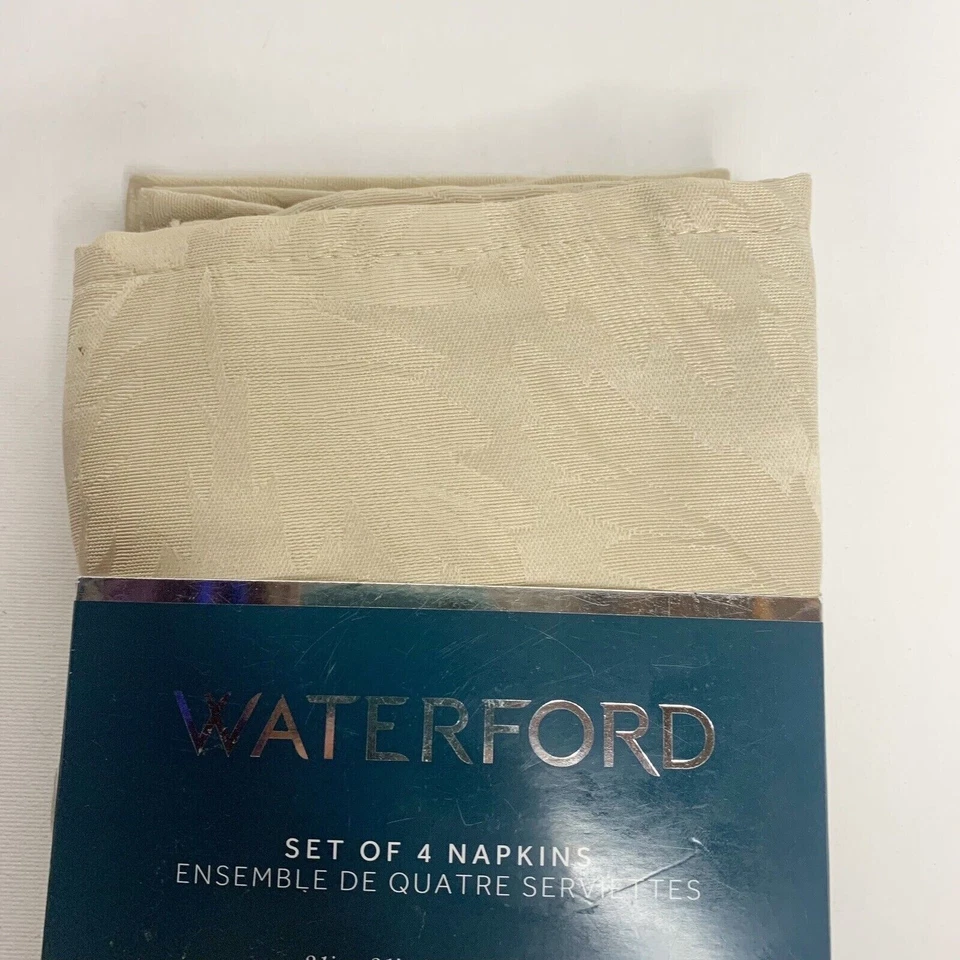 WATERFORD
SET OF 4 NAPKINS
ENSEMBLE DE QUATRE SERVIETTES